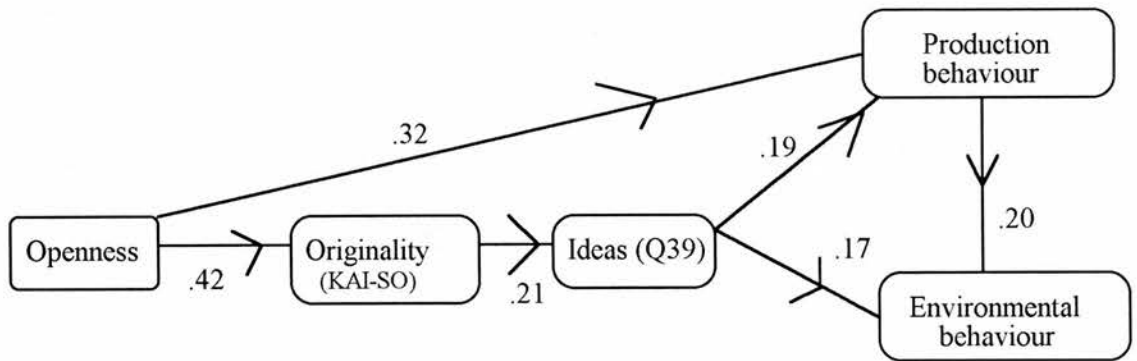 Production
behaviour
.32
.19
Openness
.42
Originality
(KAI-SO)
.21
Ideas (Q39)
.17
.20
Environmental
behaviour